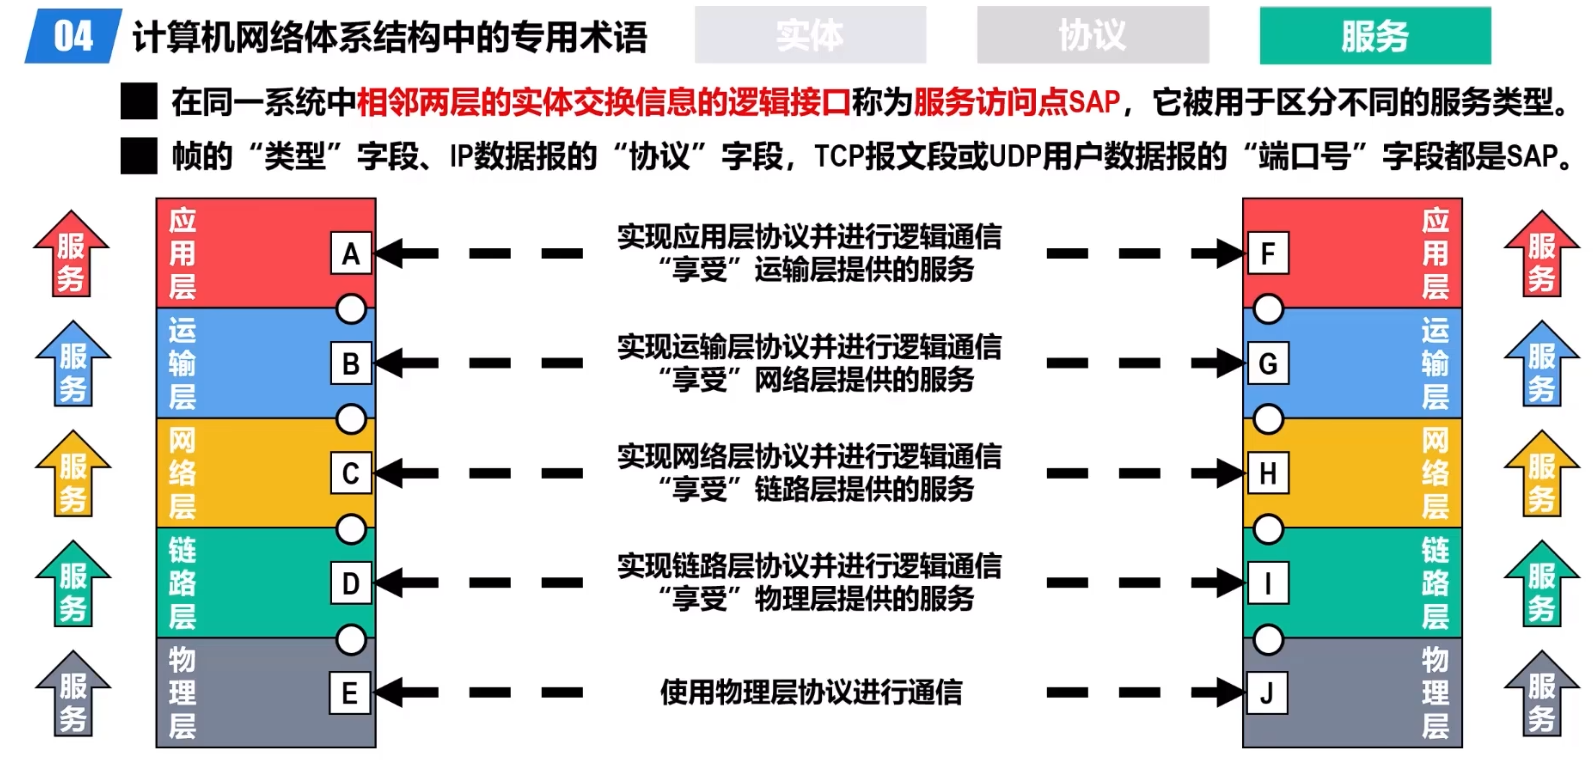 04 计算机网络体系结构中的专用术语 实体 协议 服务
在同一系统中相邻两层的实体交换信息的逻辑接口称为服务访问点SAP，它被用于区分不同的服务类型。
帧的“类型”字段、IP数据报的“协议”字段，TCP报文段或UDP用户数据报的“端口号”字段都是SAP。
服务 应用层 A 实现应用层协议并进行逻辑通信 F 应用层 服务
“享受”运输层提供的服务
服务 运输层 B 实现运输层协议并进行逻辑通信 G 运输层 服务
“享受”网络层提供的服务
服务 网络层 C 实现网络层协议并进行逻辑通信 H 网络层 服务
“享受”链路层提供的服务
服务 链路层 D 实现链路层协议并进行逻辑通信 I 链路层 服务
“享受”物理层提供的服务
服务 物理层 E 使用物理层协议进行通信 J 物理层 服务